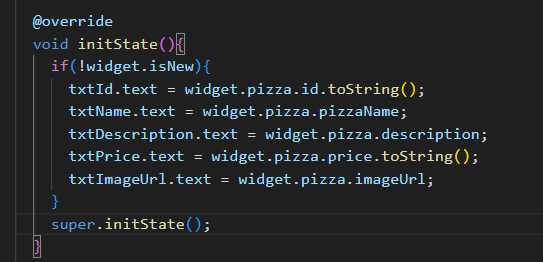 @override
void initState(){
if(!widget.isNew){
txtId.text = widget.pizza.id.toString();
txtName.text = widget.pizza.pizzaName;
txtDescription.text = widget.pizza.description;
txtPrice.text = widget.pizza.price.toString();
txtImageUrl.text = widget.pizza.imageUrl;
}
super.initState();
}